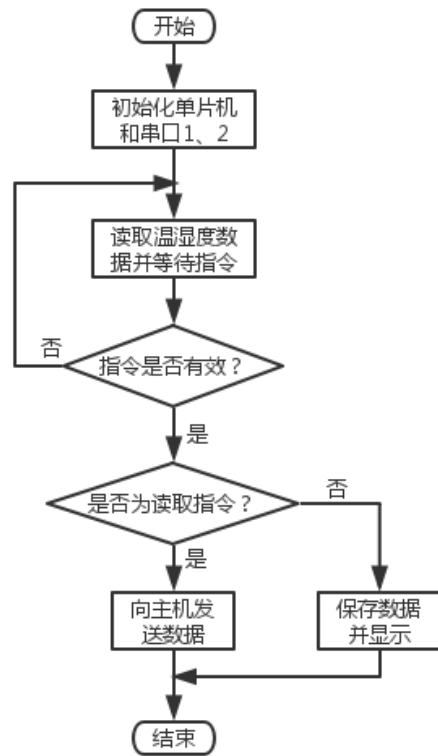 开始
初始化单片机
和串口1、2
读取温湿度数
据并等待指令
否
指令是否有效？
是
是否为读取指令？
否
是
向主机发
送数据
保存数据
并显示
结束